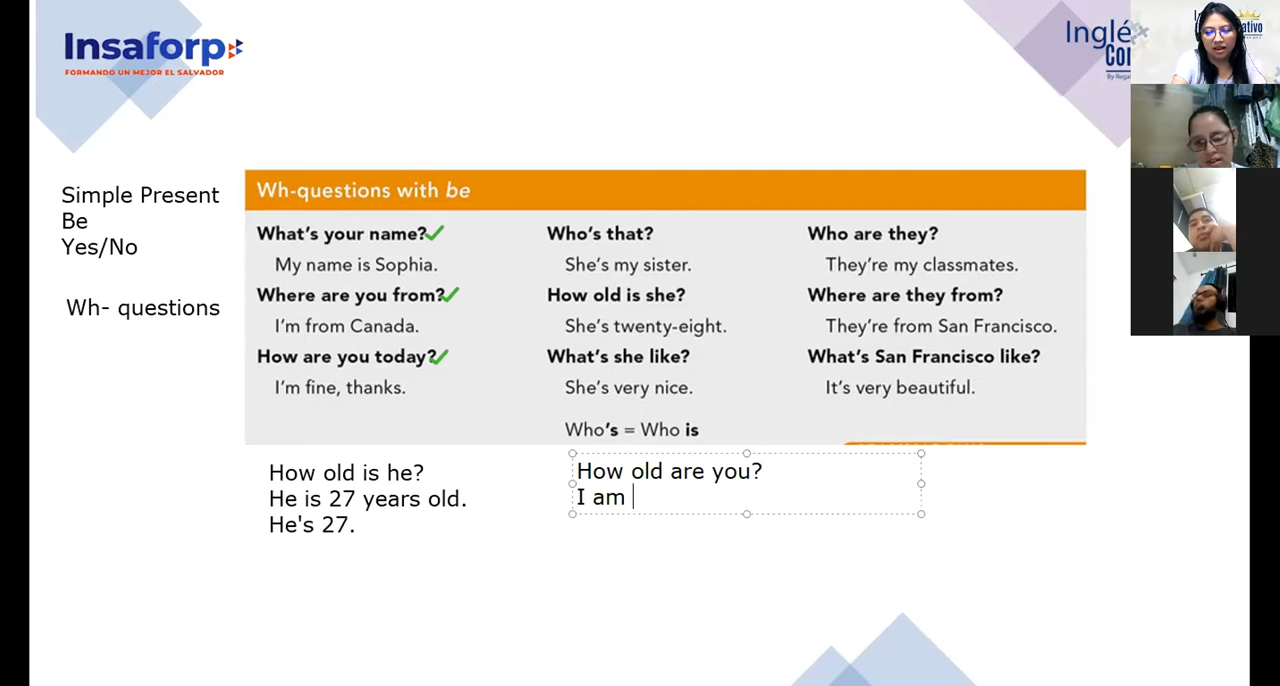 Insaforp
FORMANDO UN MEJOR EL SALVADOR
Simple Present
Be
Yes/No
Wh- questions
Wh-questions with be
What's your name?
My name is Sophia.
Where are you from?
I'm from Canada.
How are you today?
I'm fine, thanks.
Who's that?
She's my sister.
How old is she?
She's twenty-eight.
What's she like?
She's very nice.
Who's = Who is
Who are they?
They're my classmates.
Where are they from?
They're from San Francisco.
What's San Francisco like?
It's very beautiful.
How old is he?
He is 27 years old.
He's 27.
How old are you?
I am